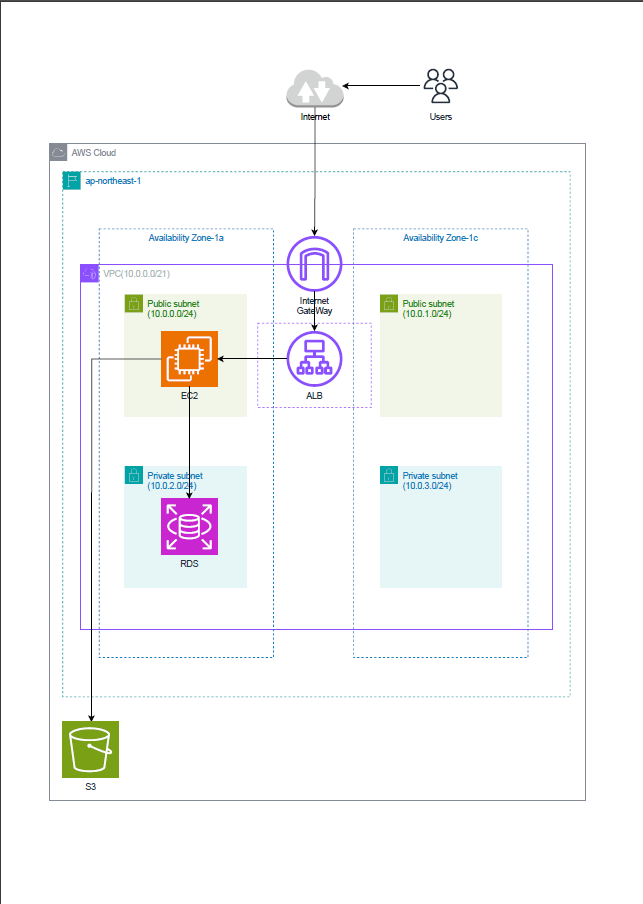 Internet
Users
AWS Cloud
ap-northeast-1
Availability Zone-1a
Availability Zone-1c
VPC(10.0.0.0/21)
Internet
GateWay
Public subnet
(10.0.0.0/24)
Public subnet
(10.0.1.0/24)
EC2
ALB
Private subnet
(10.0.2.0/24)
Private subnet
(10.0.3.0/24)
RDS
S3